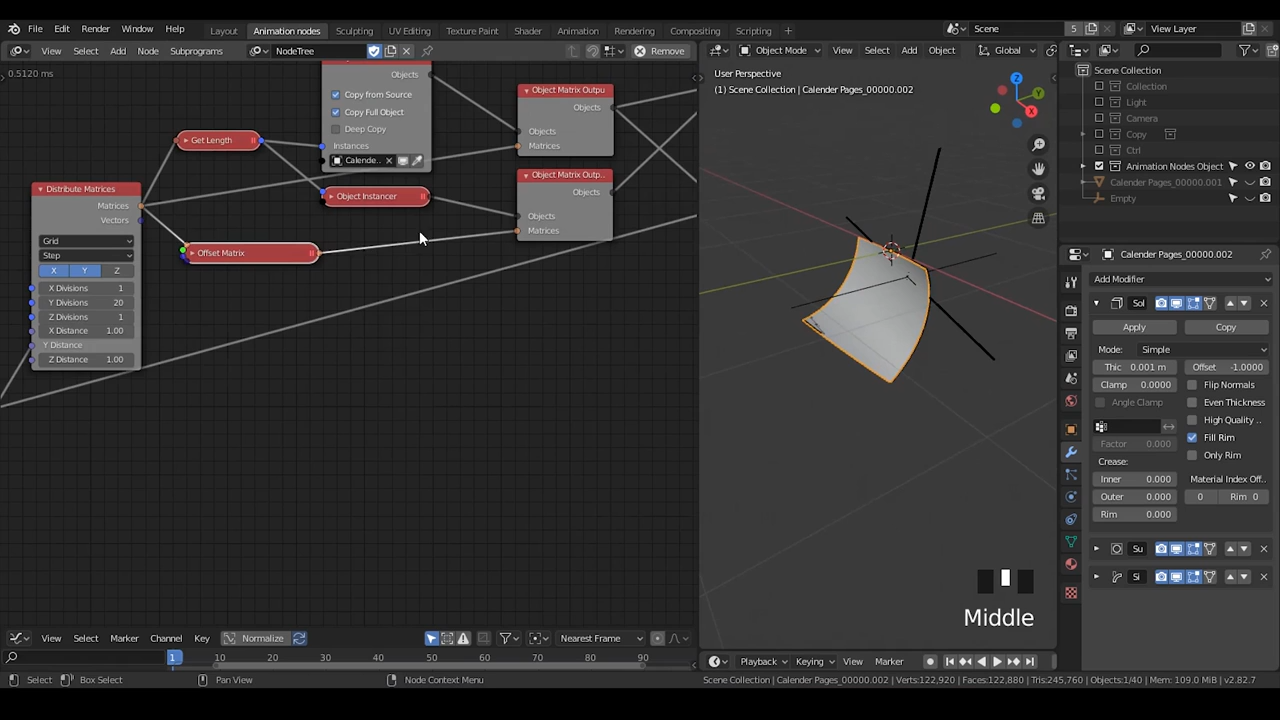 File Edit Render Window Help Layout Animation nodes Sculpting UV Editing Texture Paint Shader Animation Rendering Compositing Scripting + Scene 5 View Layer
View Select Add Node Subprograms NodeTree Remove Object Mode View Select Add Object Global
0.5120 ms
User Perspective
(1) Scene Collection | Calender Pages_00000.002
Objects
Copy from Source
Copy Full Object
Deep Copy
Instances
Calende..
Get Length
Object Instancer
Offset Matrix
Distribute Matrices
Matrices
Vectors
Grid
Step
X Y Z
X Divisions 1
Y Divisions 20
Z Divisions 1
X Distance 1.00
Y Distance
Z Distance 1.00
Object Matrix Outpu
Objects
Objects
Matrices
Object Matrix Outp..
Objects
Objects
Matrices
Z
Y
X
Middle
Scene Collection
Collection
Light
Camera
Copy
Ctrl
Animation Nodes Object
Calender Pages_00000.001
Empty
Calender Pages_00000.002
Add Modifier
Sol
Apply Copy
Mode: Simple
Thic 0.001 m Offset -1.0000
Clamp 0.0000 Flip Normals
Angle Clamp Even Thickness
High Quality ..
Fill Rim
Factor 0.000 Only Rim
Crease:
Inner 0.000 Material Index Off..
Outer 0.000 0 Rim 0
Rim 0.000
Su
Si
View Select Marker Channel Key Normalize Nearest Frame
1 10 20 30 40 50 60 70 80 90
Playback Keying View Marker
Select Box Select Pan View Node Context Menu Scene Collection | Calender Pages_00000.002 | Verts:122,920 | Faces:122,880 | Tris:245,760 | Objects:1/40 | Mem: 109.0 MiB | v2.82.7